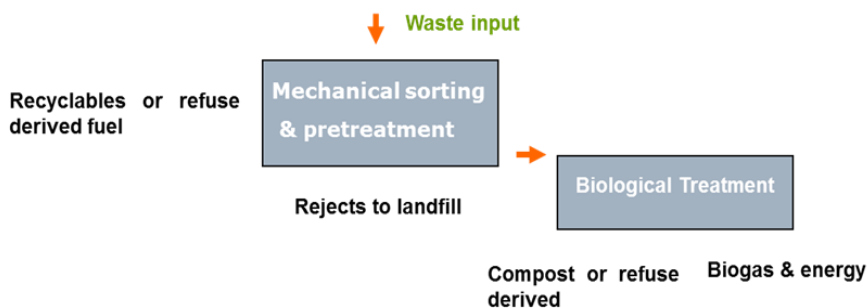 Waste input
Mechanical sorting
& pretreatment
Recyclables or refuse
derived fuel
Biological Treatment
Rejects to landfill
Compost or refuse
derived
Biogas & energy